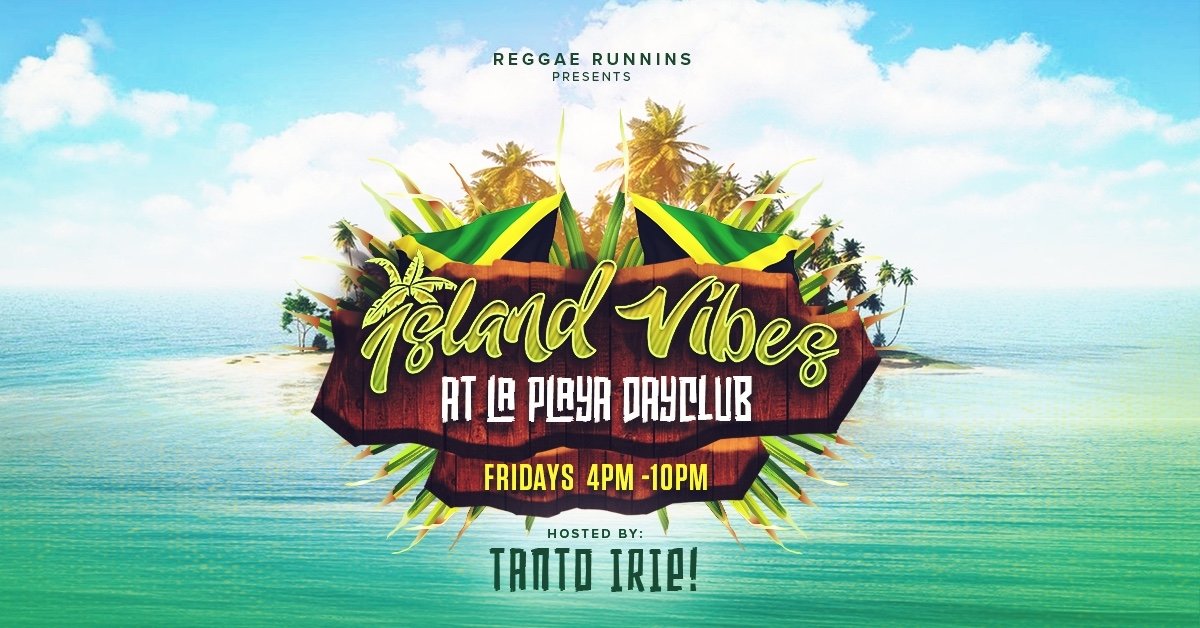 REGGAE RUNNINS
PRESENTS
Island Vibes
AT LA PLAYA DAYCLUB
FRIDAYS 4PM -10PM
HOSTED BY:
TANTO IRIE!